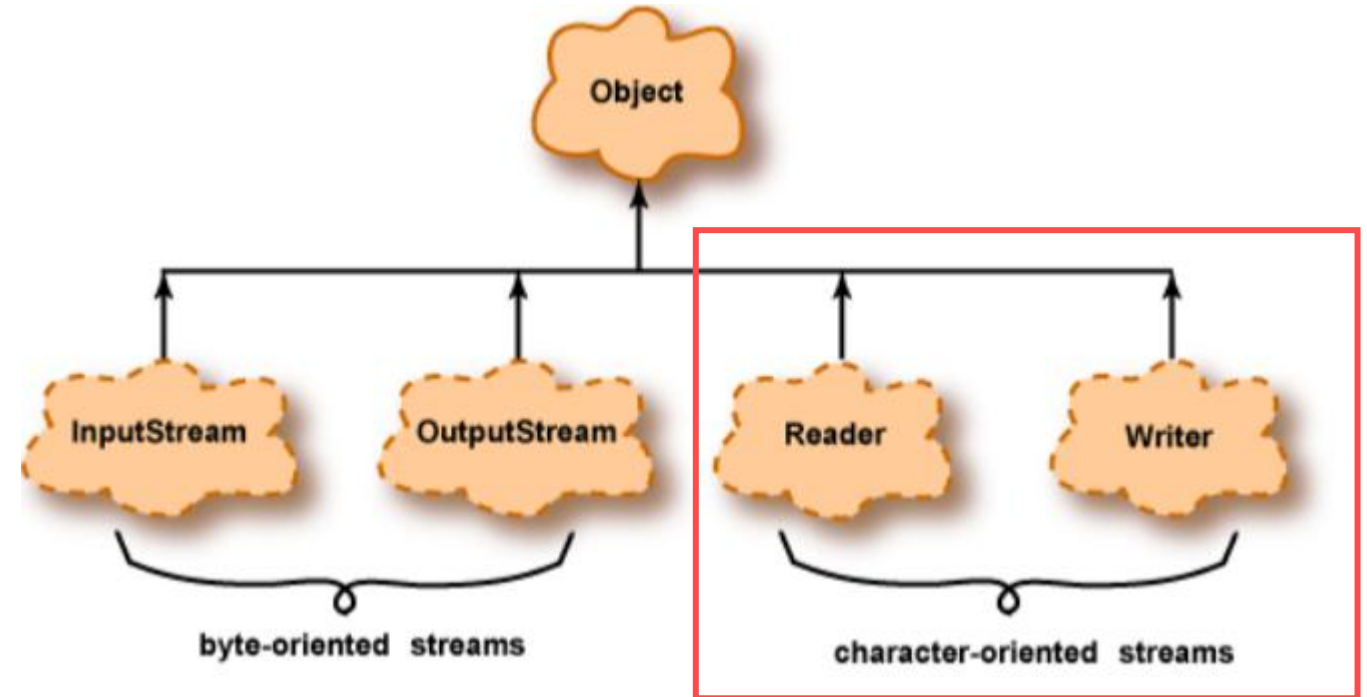 Object
InputStream
OutputStream
Reader
Writer
byte-oriented streams
character-oriented streams